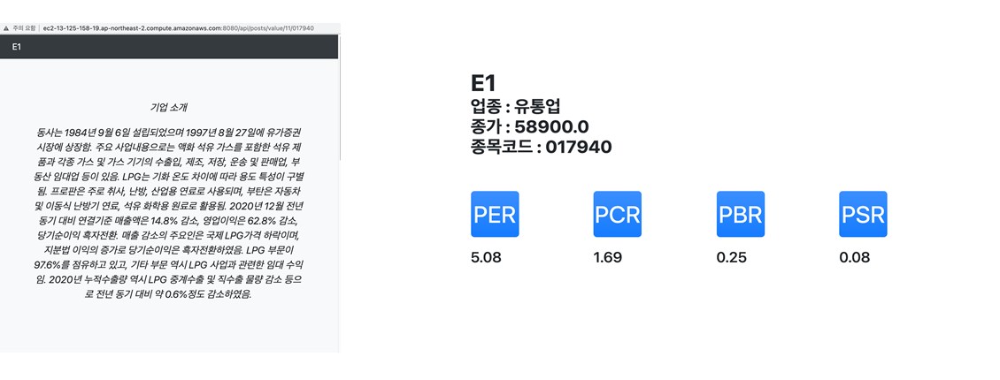 주의 요함 | ec2-13-125-158-19.ap-northeast-2.compute.amazonaws.com:8080/api/posts/value/11/017940
E1
기업 소개
동사는 1984년 9월 6일 설립되었으며 1997년 8월 27일에 유가증권
시장에 상장함. 주요 사업내용으로는 액화 석유 가스를 포함한 석유 제
품과 각종 가스 및 가스 기기의 수출입, 제조, 저장, 운송 및 판매업, 부
동산 임대업 등이 있음. LPG는 기화 온도 차이에 따라 용도 특성이 구별
됨. 프로판은 주로 취사, 난방, 산업용 연료로 사용되며, 부탄은 자동차
및 이동식 난방기 연료, 석유 화학용 원료로 활용됨. 2020년 12월 전년
동기 대비 연결기준 매출액은 14.8% 감소, 영업이익은 62.8% 감소,
당기순이익 흑자전환. 매출 감소의 주요인은 국제 LPG가격 하락이며,
지분법 이익의 증가로 당기순이익은 흑자전환하였음. LPG 부문이
97.6%를 점유하고 있고, 기타 부문 역시 LPG 사업과 관련한 임대 수익
임. 2020년 누적수출량 역시 LPG 중계수출 및 직수출 물량 감소 등으
로 전년 동기 대비 약 0.6%정도 감소하였음.
E1
업종 : 유통업
종가 : 58900.0
종목코드 : 017940
PER PCR PBR PSR
5.08 1.69 0.25 0.08